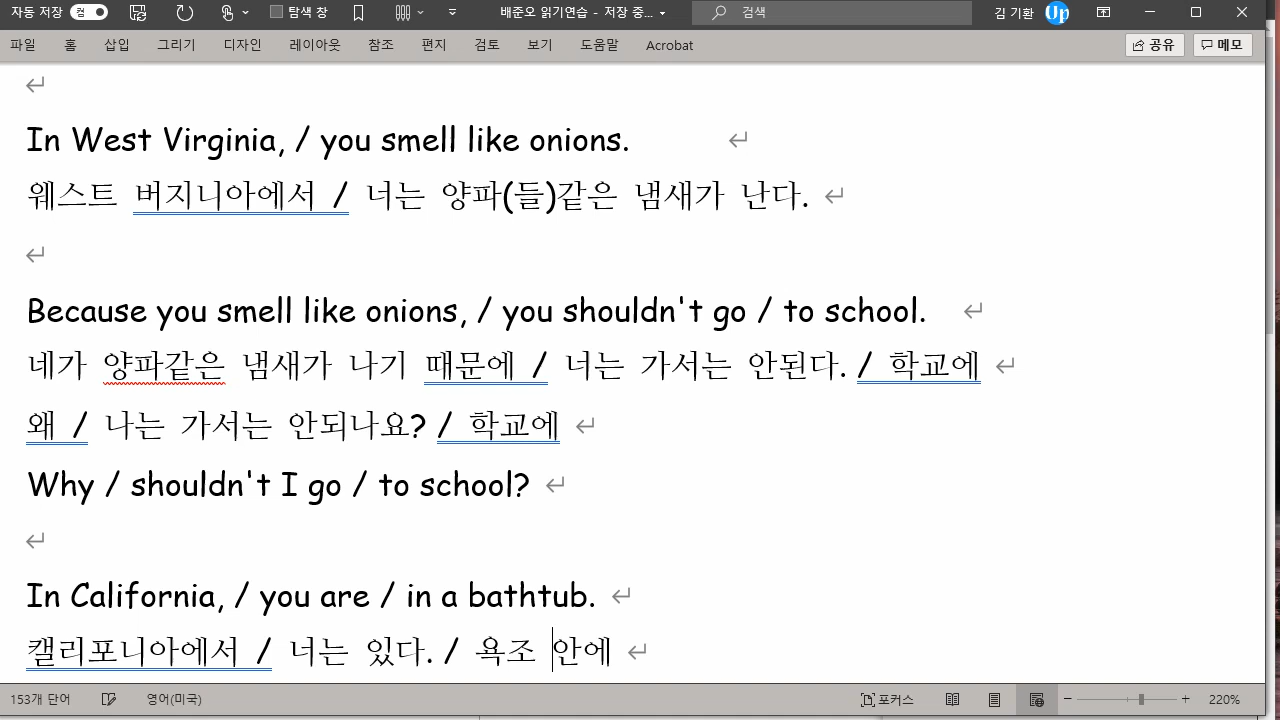 자동 저장 컴 탐색 창 배준오 읽기연습 - 저장 중... 검색 김 기환 Up
파일 홈 삽입 그리기 디자인 레이아웃 참조 편지 검토 보기 도움말 Acrobat 공유 메모
In West Virginia, / you smell like onions.
웨스트 버지니아에서 / 너는 양파(들)같은 냄새가 난다.
Because you smell like onions, / you shouldn't go / to school.
네가 양파같은 냄새가 나기 때문에 / 너는 가서는 안된다. / 학교에
왜 / 나는 가서는 안되나요? / 학교에
Why / shouldn't I go / to school?
In California, / you are / in a bathtub.
캘리포니아에서 / 너는 있다. / 욕조 안에
153개 단어 영어(미국) 포커스 220%